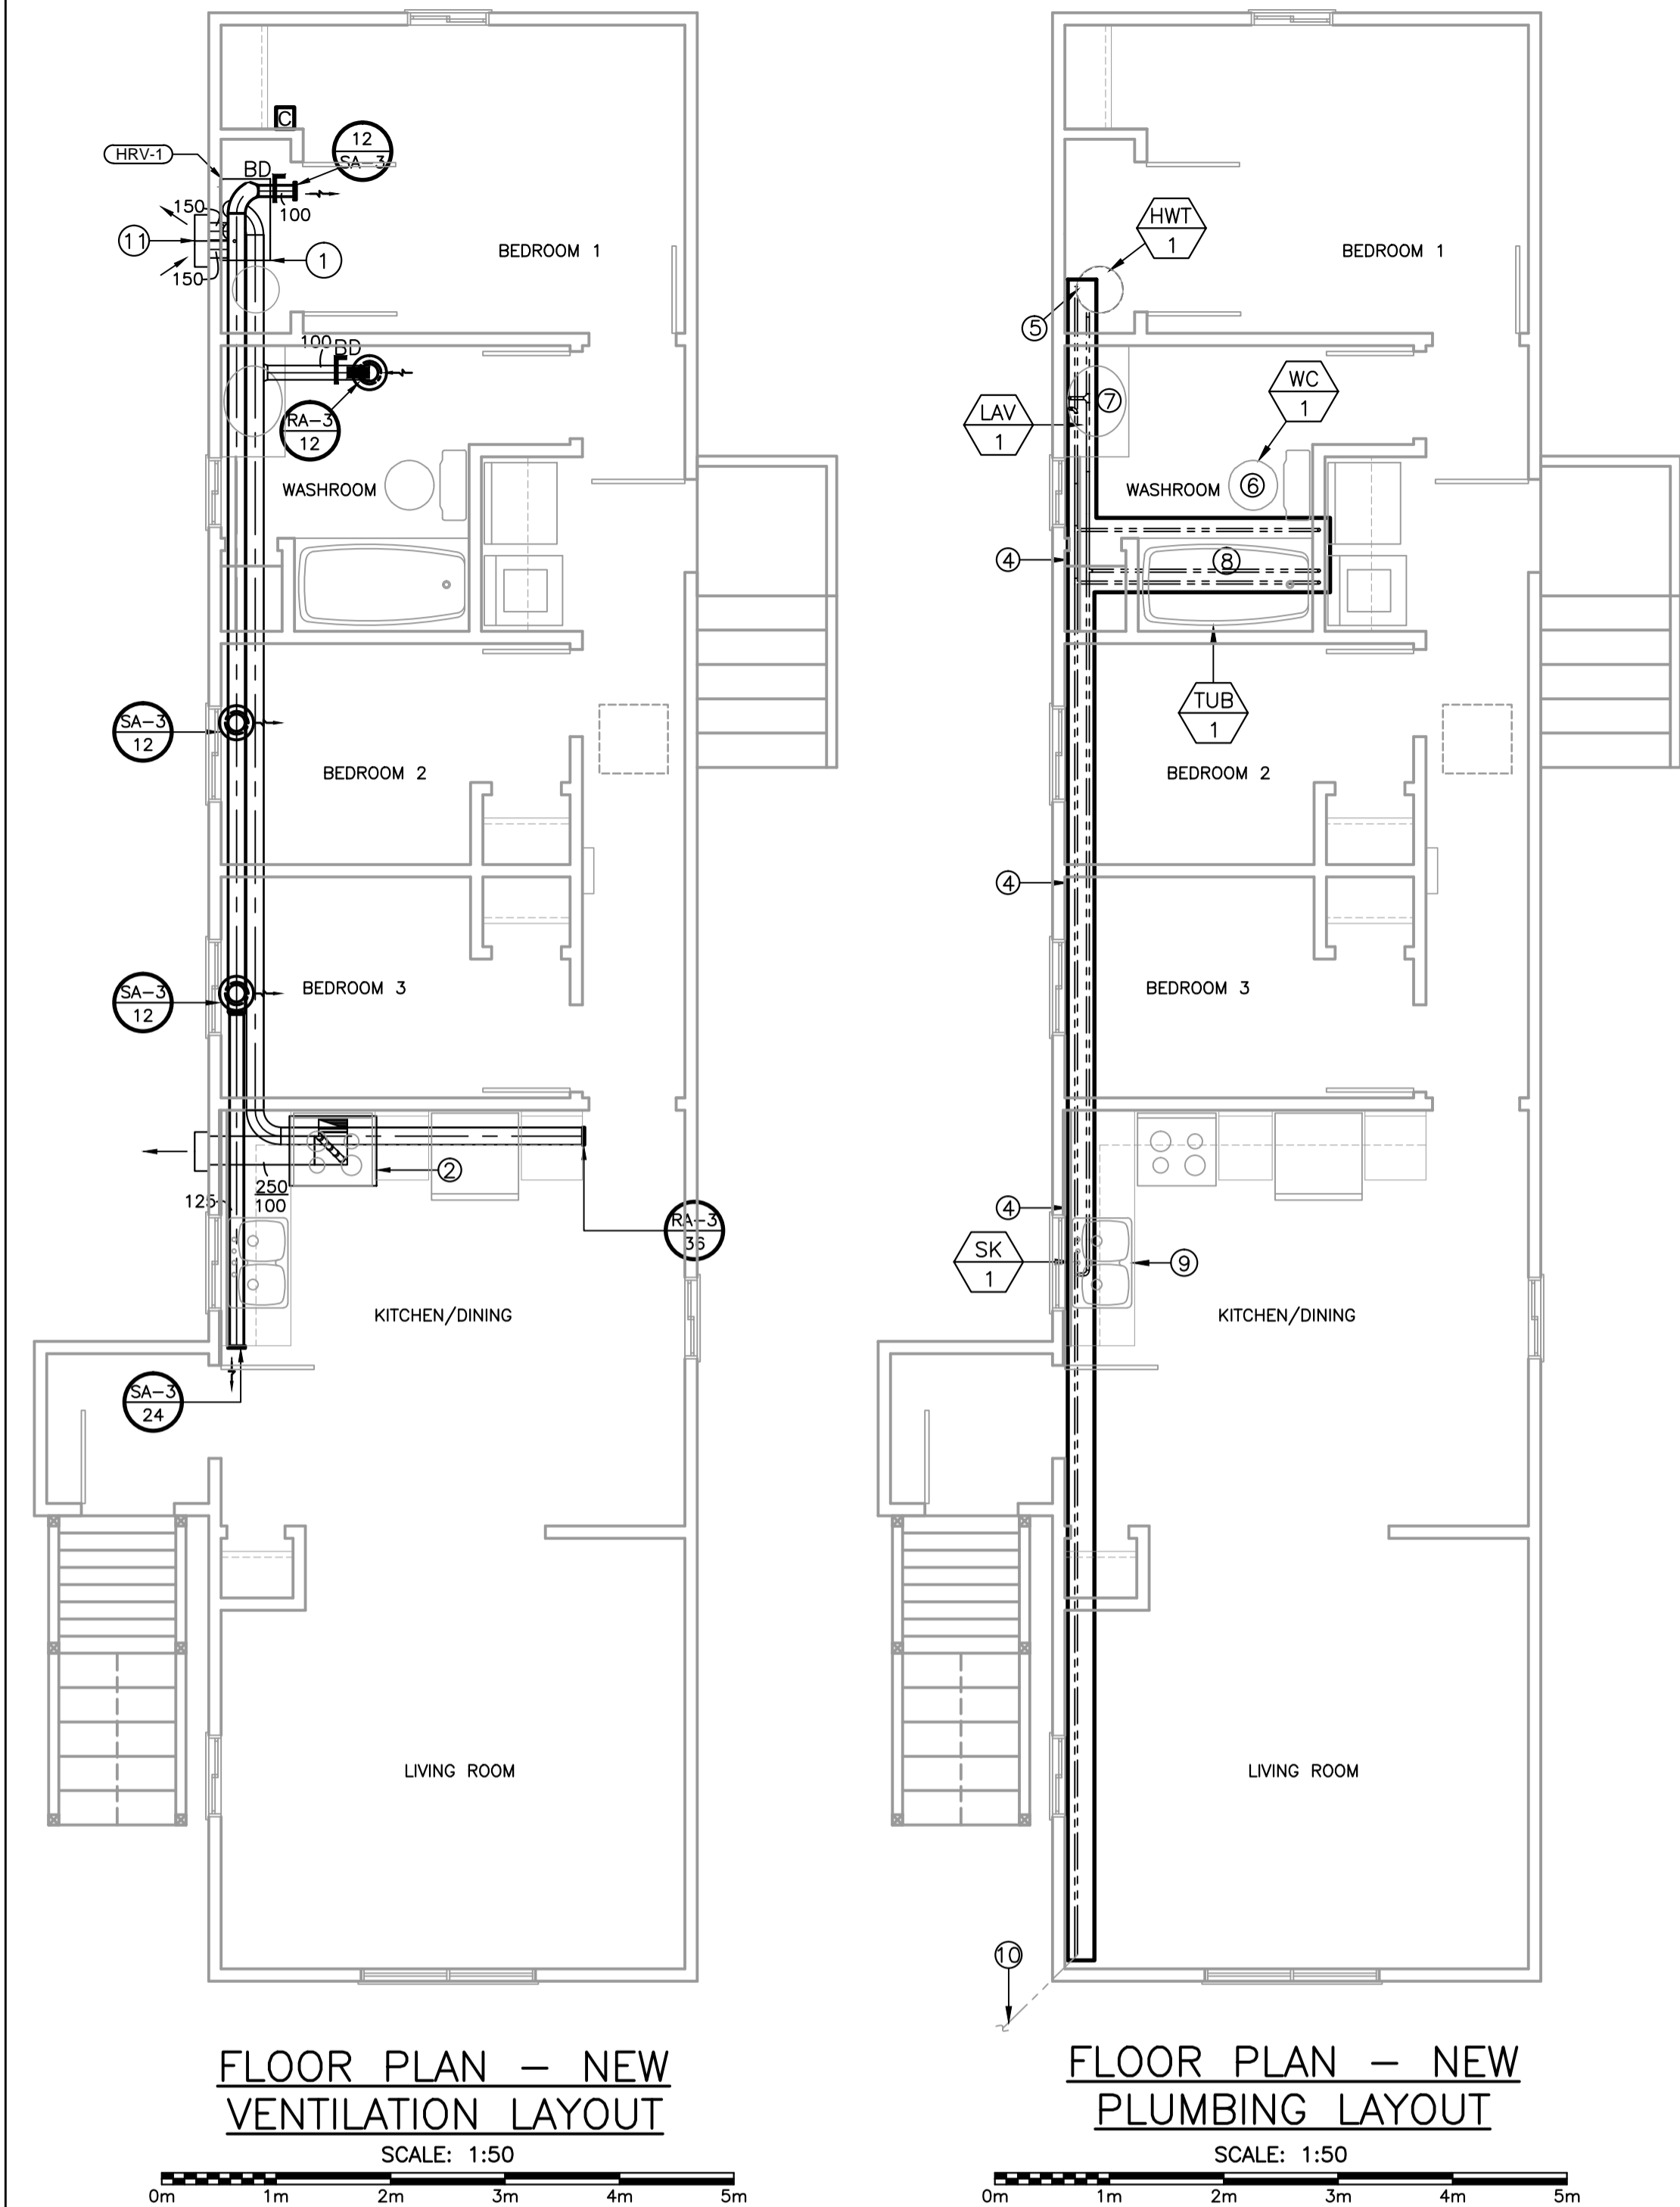 C
12
SA-3
HRV-1
BD
150
100
11
1
150
BEDROOM 1
100
BD
RA-3
12
WASHROOM
SA-3
12
BEDROOM 2
SA-3
12
BEDROOM 3
2
250
100
125
RA-3
36
KITCHEN/DINING
SA-3
24
LIVING ROOM
FLOOR PLAN - NEW
VENTILATION LAYOUT
SCALE: 1:50
0m 1m 2m 3m 4m 5m
HWT
1
BEDROOM 1
5
WC
1
LAV
1
7
WASHROOM
6
4
8
TUB
1
BEDROOM 2
4
BEDROOM 3
4
SK
1
9
KITCHEN/DINING
LIVING ROOM
10
FLOOR PLAN - NEW
PLUMBING LAYOUT
SCALE: 1:50
0m 1m 2m 3m 4m 5m